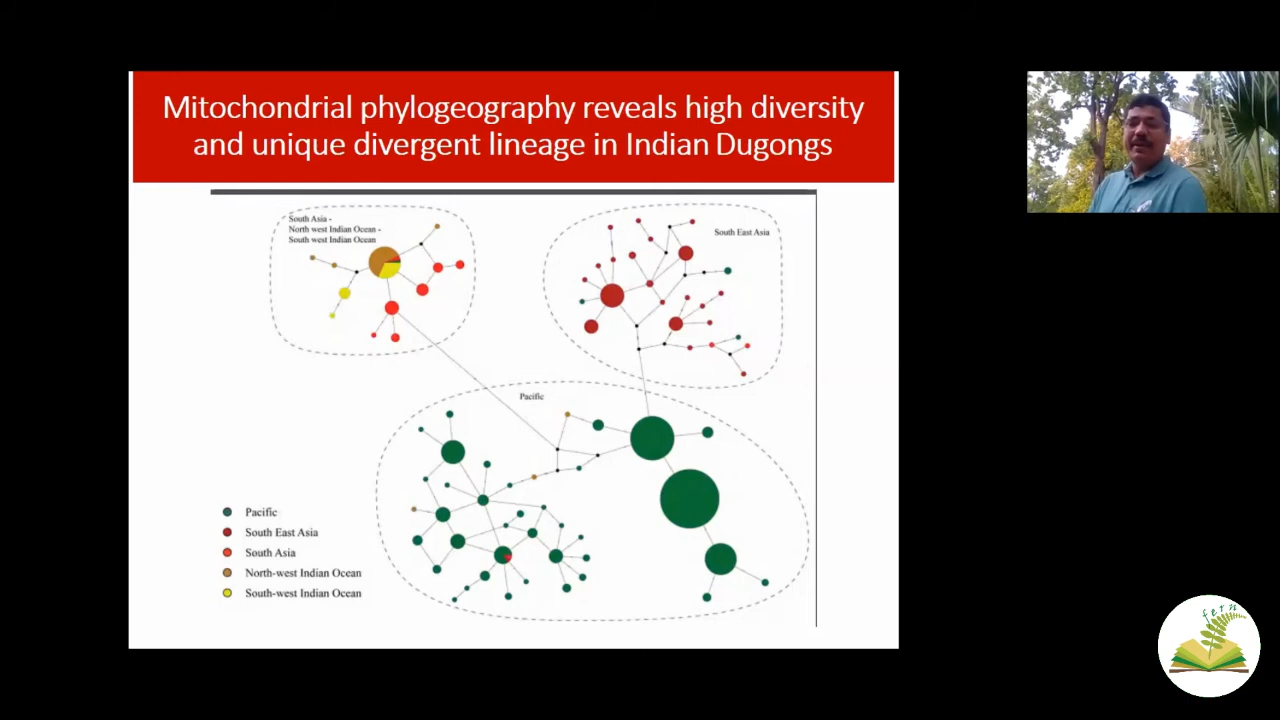 Mitochondrial phylogeography reveals high diversity
and unique divergent lineage in Indian Dugongs
South Asia -
North west Indian Ocean -
South west Indian Ocean
South East Asia
Pacific
Pacific
South East Asia
South Asia
North-west Indian Ocean
South-west Indian Ocean
fern